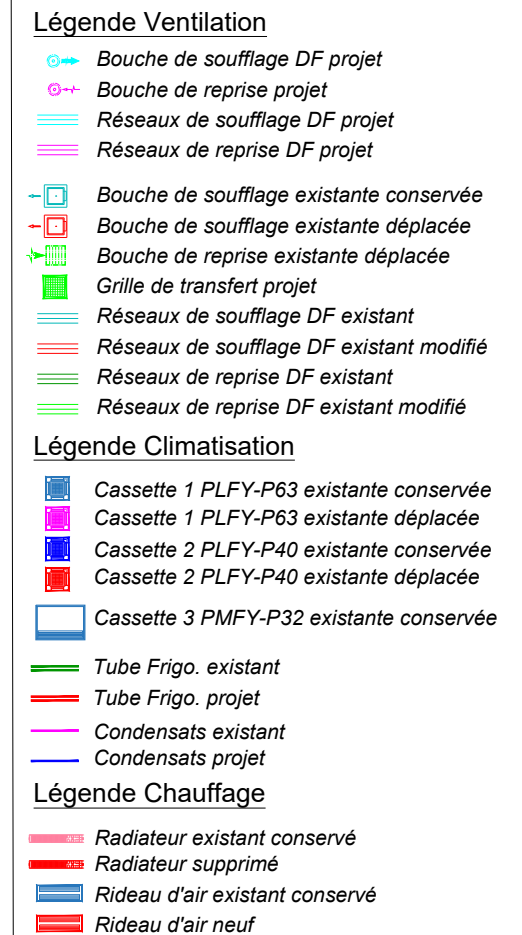 Légende Ventilation
Bouche de soufflage DF projet
Bouche de reprise projet
Réseaux de soufflage DF projet
Réseaux de reprise DF projet
Bouche de soufflage existante conservée
Bouche de soufflage existante déplacée
Bouche de reprise existante déplacée
Grille de transfert projet
Réseaux de soufflage DF existant
Réseaux de soufflage DF existant modifié
Réseaux de reprise DF existant
Réseaux de reprise DF existant modifié
Légende Climatisation
Cassette 1 PLFY-P63 existante conservée
Cassette 1 PLFY-P63 existante déplacée
Cassette 2 PLFY-P40 existante conservée
Cassette 2 PLFY-P40 existante déplacée
Cassette 3 PMFY-P32 existante conservée
Tube Frigo. existant
Tube Frigo. projet
Condensats existant
Condensats projet
Légende Chauffage
Radiateur existant conservé
Radiateur supprimé
Rideau d'air existant conservé
Rideau d'air neuf